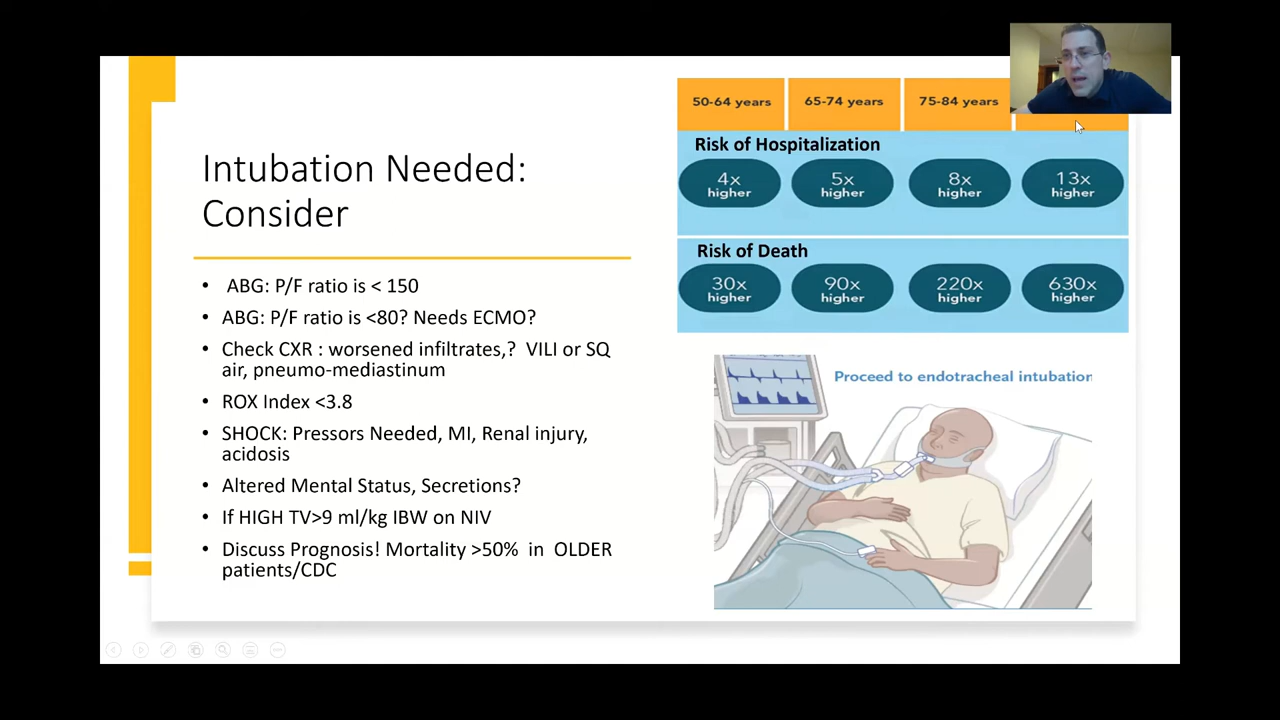 Intubation Needed:
Consider
• ABG: P/F ratio is < 150
• ABG: P/F ratio is <80? Needs ECMO?
• Check CXR : worsened infiltrates,? VILI or SQ
air, pneumo-mediastinum
• ROX Index <3.8
• SHOCK: Pressors Needed, MI, Renal injury,
acidosis
• Altered Mental Status, Secretions?
• If HIGH TV>9 ml/kg IBW on NIV
• Discuss Prognosis! Mortality >50% in OLDER
patients/CDC
50-64 years 65-74 years 75-84 years
Risk of Hospitalization
4x 5x 8x 13x
higher higher higher higher
Risk of Death
30x 90x 220x 630x
higher higher higher higher
Proceed to endotracheal intubation